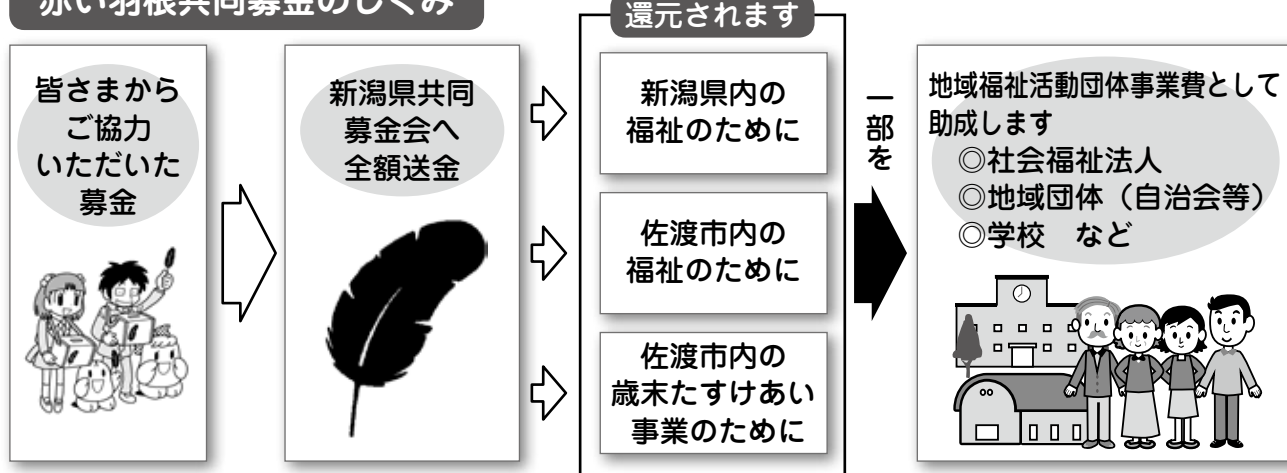 赤い羽根共同募金のしくみ
皆さまから
ご協力
いただいた
募金
新潟県共同
募金会へ
全額送金
還元されます
新潟県内の
福祉のために
佐渡市内の
福祉のために
佐渡市内の
歳末たすけあい
事業のために
一部を
地域福祉活動団体事業費として
助成します
◎社会福祉法人
◎地域団体（自治会等）
◎学校　など